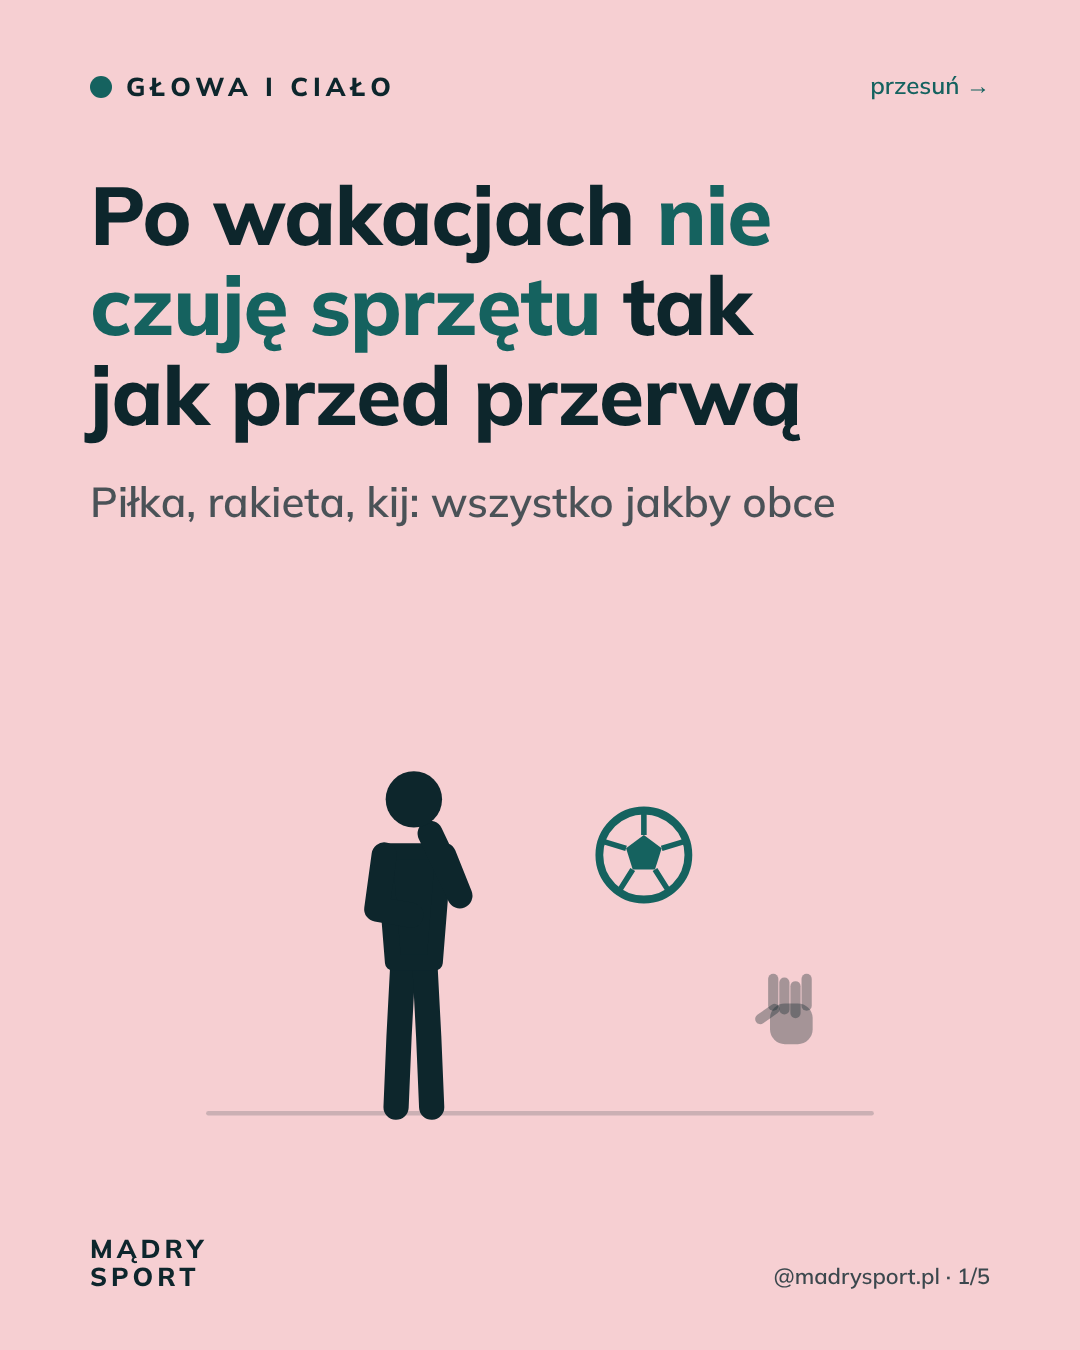 GŁOWA I CIAŁO
przesuń →
Po wakacjach nie
czuję sprzętu tak
jak przed przerwą
Piłka, rakieta, kij: wszystko jakby obce
MĄDRY
SPORT
@madrysport.pl · 1/5